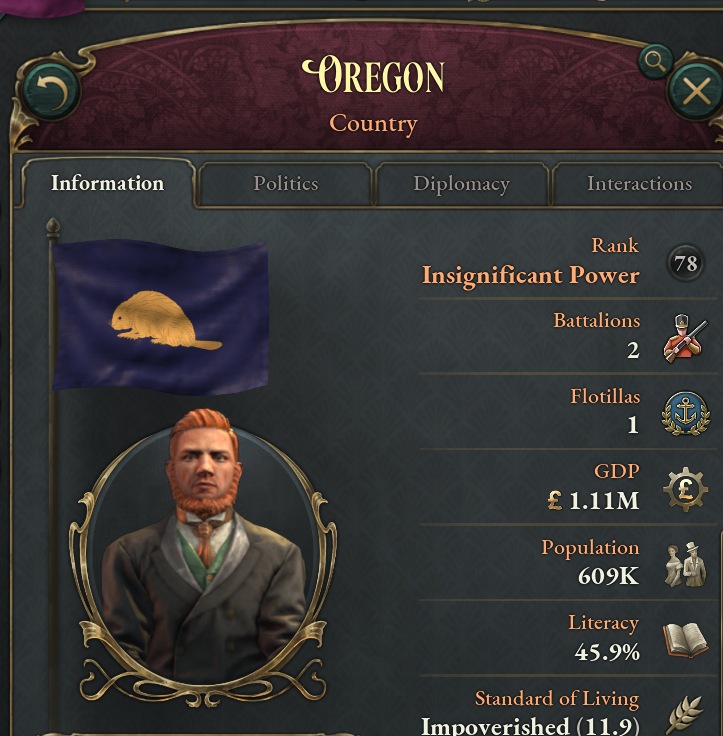 Oregon
Country
Information
Politics
Diplomacy
Interactions
Rank
Insignificant Power
78
Battalions
2
Flotillas
1
GDP
£ 1.11M
Population
609K
Literacy
45.9%
Standard of Living
Impoverished (11.9)